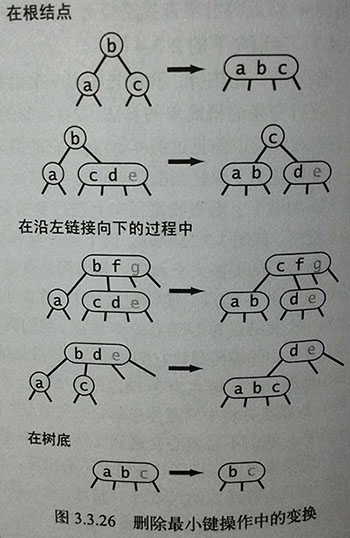 在根结点
b
a c
a b c
b
a c d e
c
a b d e
在沿左链接向下的过程中
b f g
a c d e
c f g
a b d e
b d e
a c
d e
a b c
在树底
a b c
b c
图 3.3.26 删除最小键操作中的变换